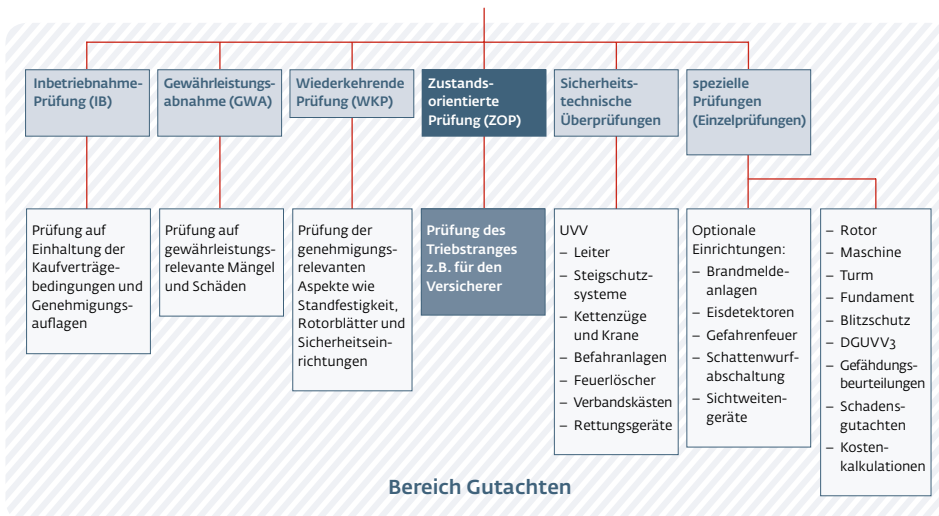 Inbetriebnahme-
Prüfung (IB)
Gewährleistungs-
abnahme (GWA)
Wiederkehrende
Prüfung (WKP)
Zustands-
orientierte
Prüfung (ZOP)
Sicherheits-
technische
Überprüfungen
spezielle
Prüfungen
(Einzelprüfungen)
Prüfung auf
Einhaltung der
Kaufverträge-
bedingungen und
Genehmigungs-
auflagen
Prüfung auf
gewährleistungs-
relevante Mängel
und Schäden
Prüfung der
genehmigungs-
relevanten
Aspekte wie
Standfestigkeit,
Rotorblätter und
Sicherheitsein-
richtungen
Prüfung des
Triebstranges
z.B. für den
Versicherer
UVV
– Leiter
– Steigschutz-
systeme
– Kettenzüge
und Krane
– Befahranlagen
– Feuerlöscher
– Verbandskästen
– Rettungsgeräte
Optionale
Einrichtungen:
– Brandmelde-
anlagen
– Eisdetektoren
– Gefahrenfeuer
– Schattenwurf-
abschaltung
– Sichtweiten-
geräte
– Rotor
– Maschine
– Turm
– Fundament
– Blitzschutz
– DGUVV3
– Gefähdungs-
beurteilungen
– Schadens-
gutachten
– Kosten-
kalkulationen
Bereich Gutachten